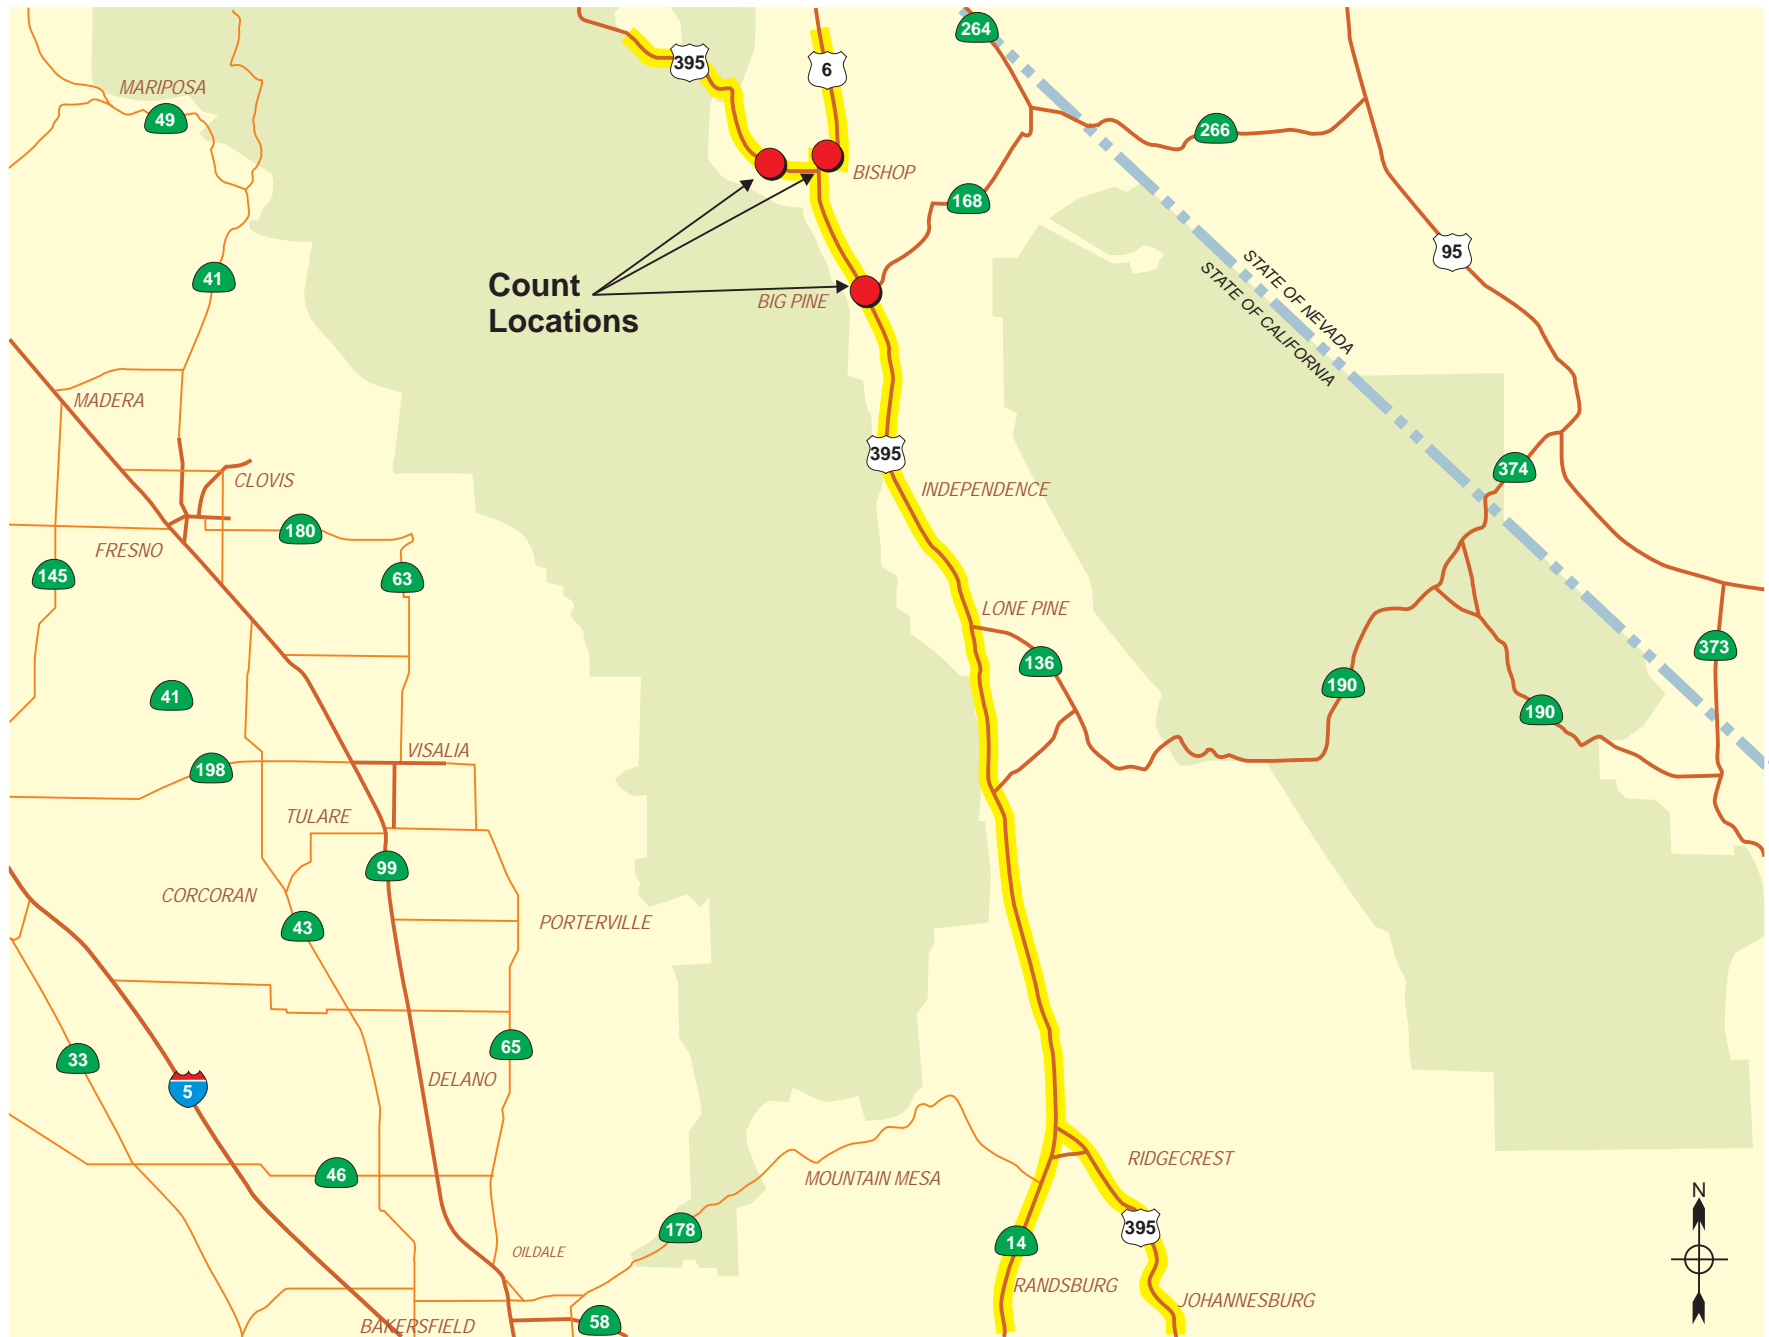 264
395
6
MARIPOSA
49
266
BISHOP
168
95
41
Count
Locations
BIG PINE
STATE OF NEVADA
STATE OF CALIFORNIA
MADERA
395
374
CLOVIS
INDEPENDENCE
180
FRESNO
145
63
LONE PINE
136
373
41
190
190
VISALIA
198
TULARE
99
CORCORAN
43
PORTERVILLE
33
65
5
DELANO
46
MOUNTAIN MESA
RIDGECREST
N
178
395
14
OILDALE
RANDSBURG
JOHANNESBURG
BAKERSFIELD
58